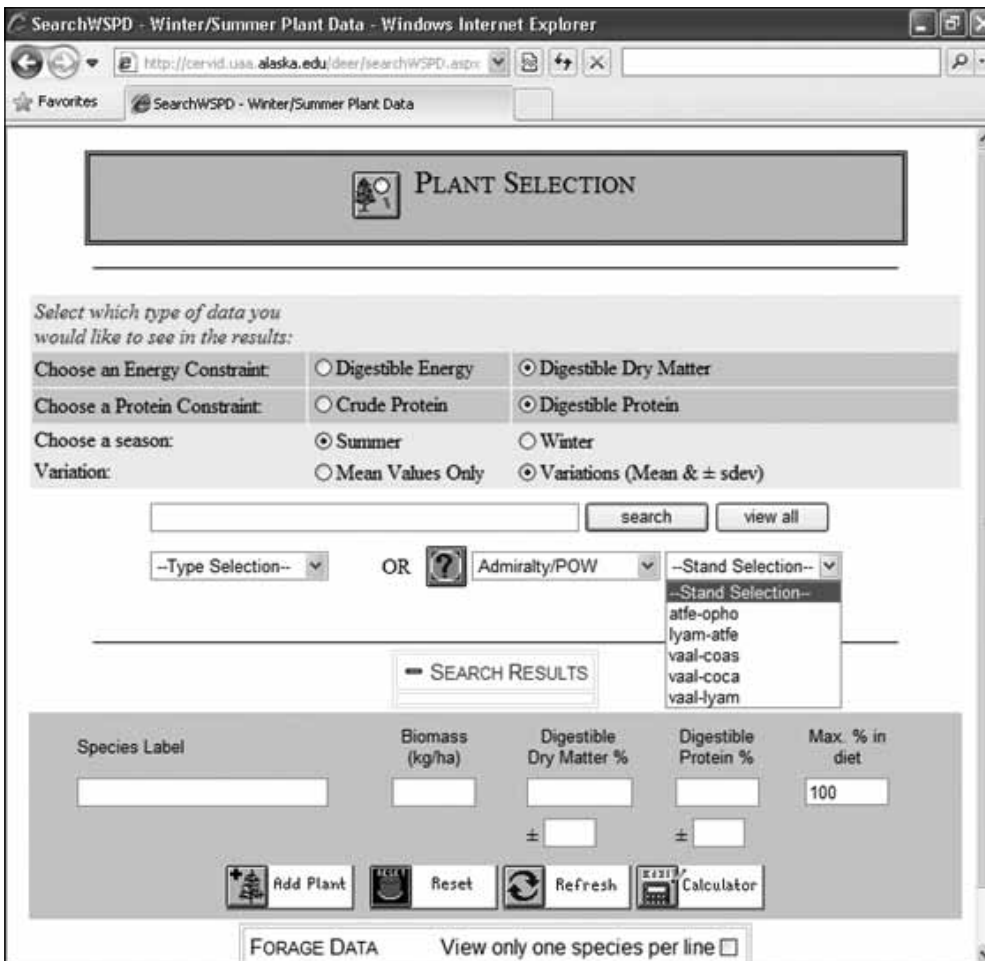 SearchWSPD - Winter/Summer Plant Data - Windows Internet Explorer
http://cervid.uaa.alaska.edu/deer/searchWSPD.aspx
Favorites SearchWSPD - Winter/Summer Plant Data
PLANT SELECTION
Select which type of data you
would like to see in the results:
Choose an Energy Constraint: Digestible Energy Digestible Dry Matter
Choose a Protein Constraint: Crude Protein Digestible Protein
Choose a season: Summer Winter
Variation: Mean Values Only Variations (Mean & ± sdev)
search view all
--Type Selection-- OR ? Admiralty/POW --Stand Selection--
--Stand Selection--
atfe-opho
lyam-atfe
vaal-coas
vaal-coca
vaal-lyam
SEARCH RESULTS
Species Label Biomass (kg/ha) Digestible Dry Matter % Digestible Protein % Max. % in diet
100
± ±
Add Plant RESET Reset Refresh Calculator
FORAGE DATA View only one species per line